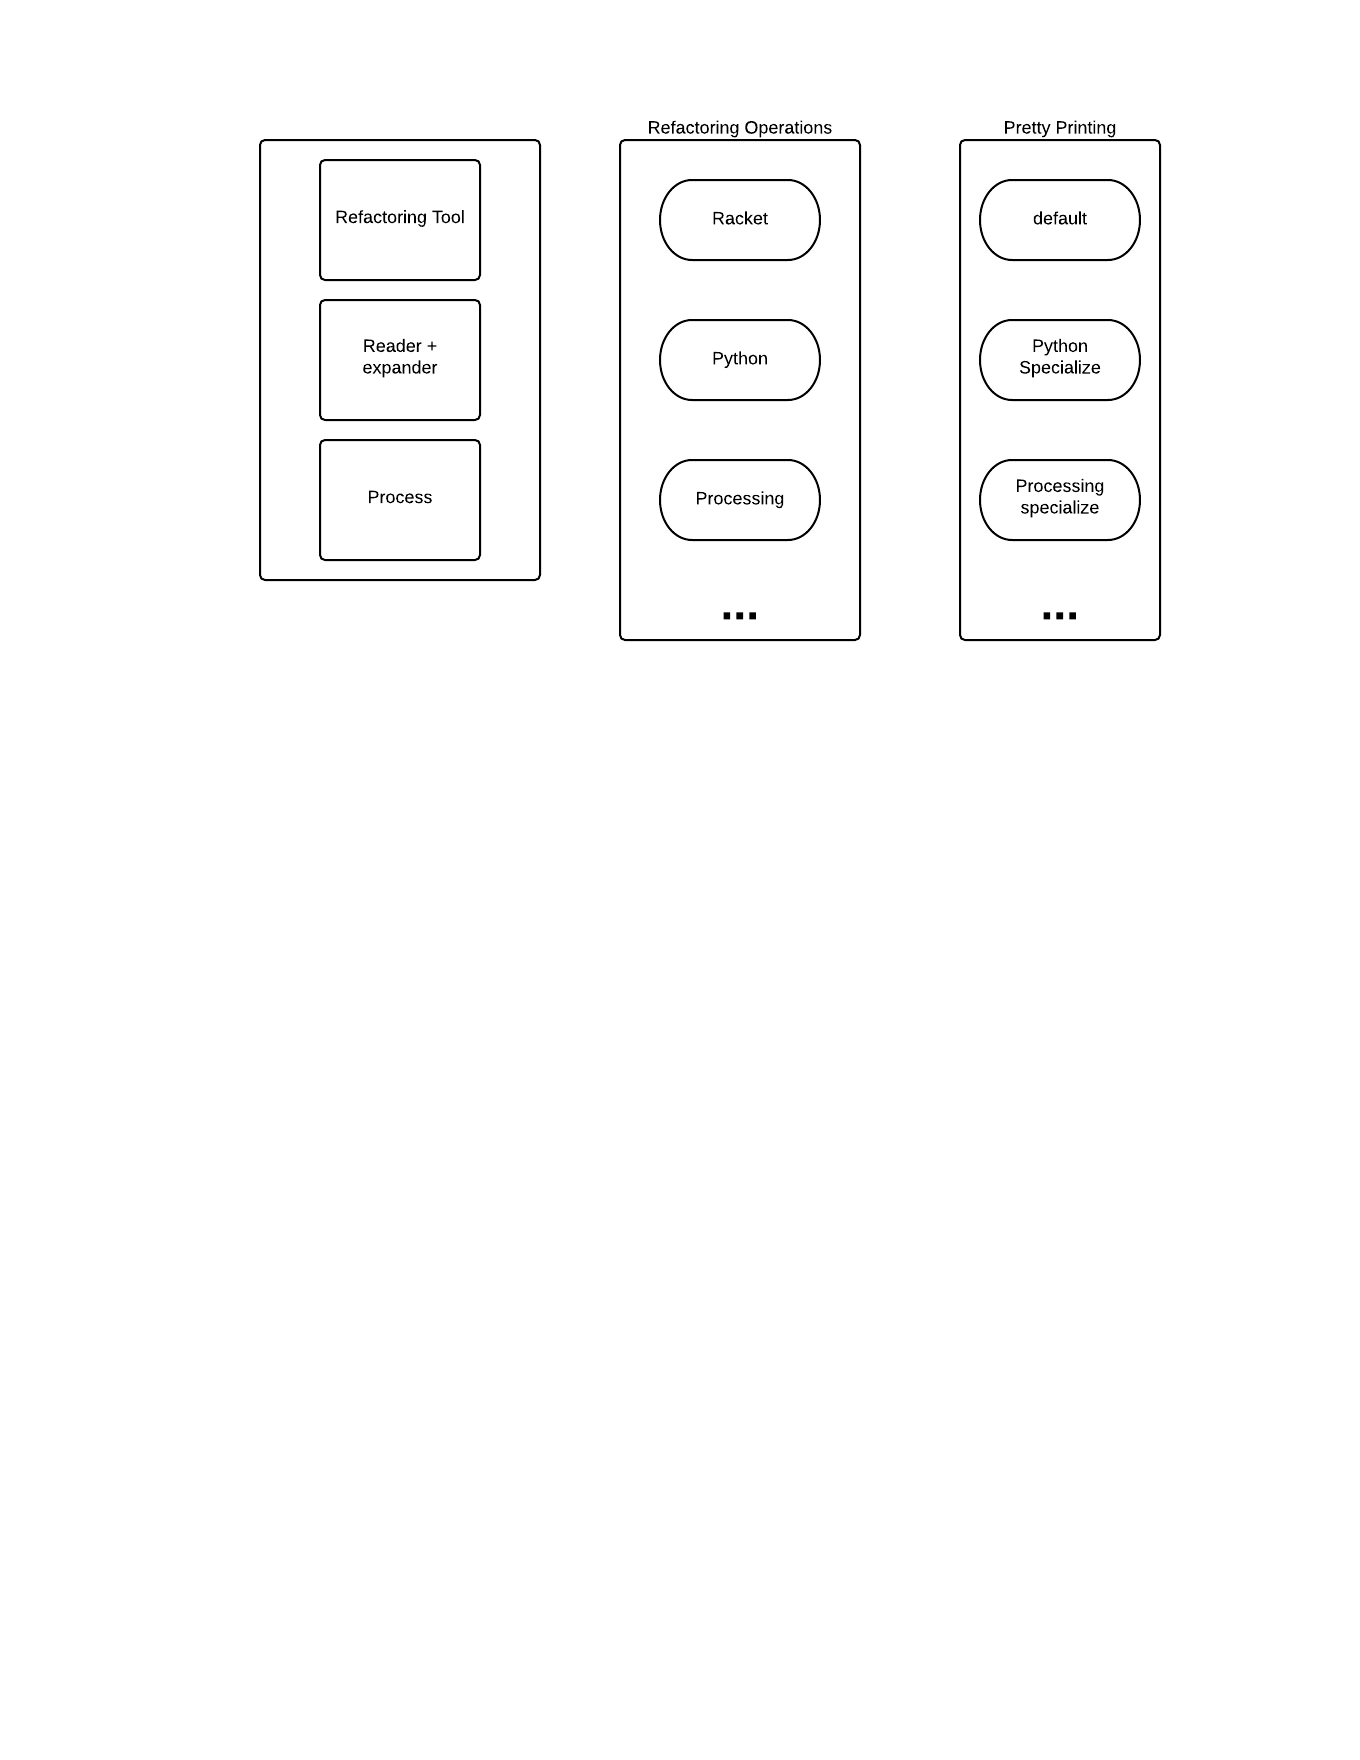 Refactoring Tool
Reader +
expander
Process
Refactoring Operations
Racket
Python
Processing
...
Pretty Printing
default
Python
Specialize
Processing
specialize
...